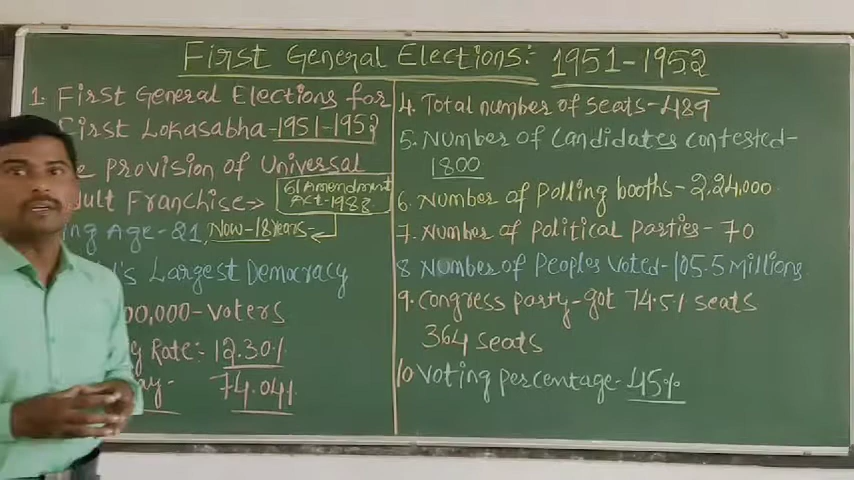 First General Elections:- 1951-1952
1. First General Elections for
First Lokasabha-1951-1952
e provision of Universal
dult Franchise→
61 Amendment
Act-1988
ng Age-21, Now-18 Years-
's Largest Democracy
00,000-voters
g Rate:- 12.30%
ay- 74.04%
4. Total number of seats-489
5. Number of Candidates contested-
1800
6. Number of Polling booths-2,24,000
7. Number of Political Parties-70
8 Number of Peoples Voted-105.5 Millions
9. Congress party-got 74.5% seats
364 seats
10 Voting percentage-45%